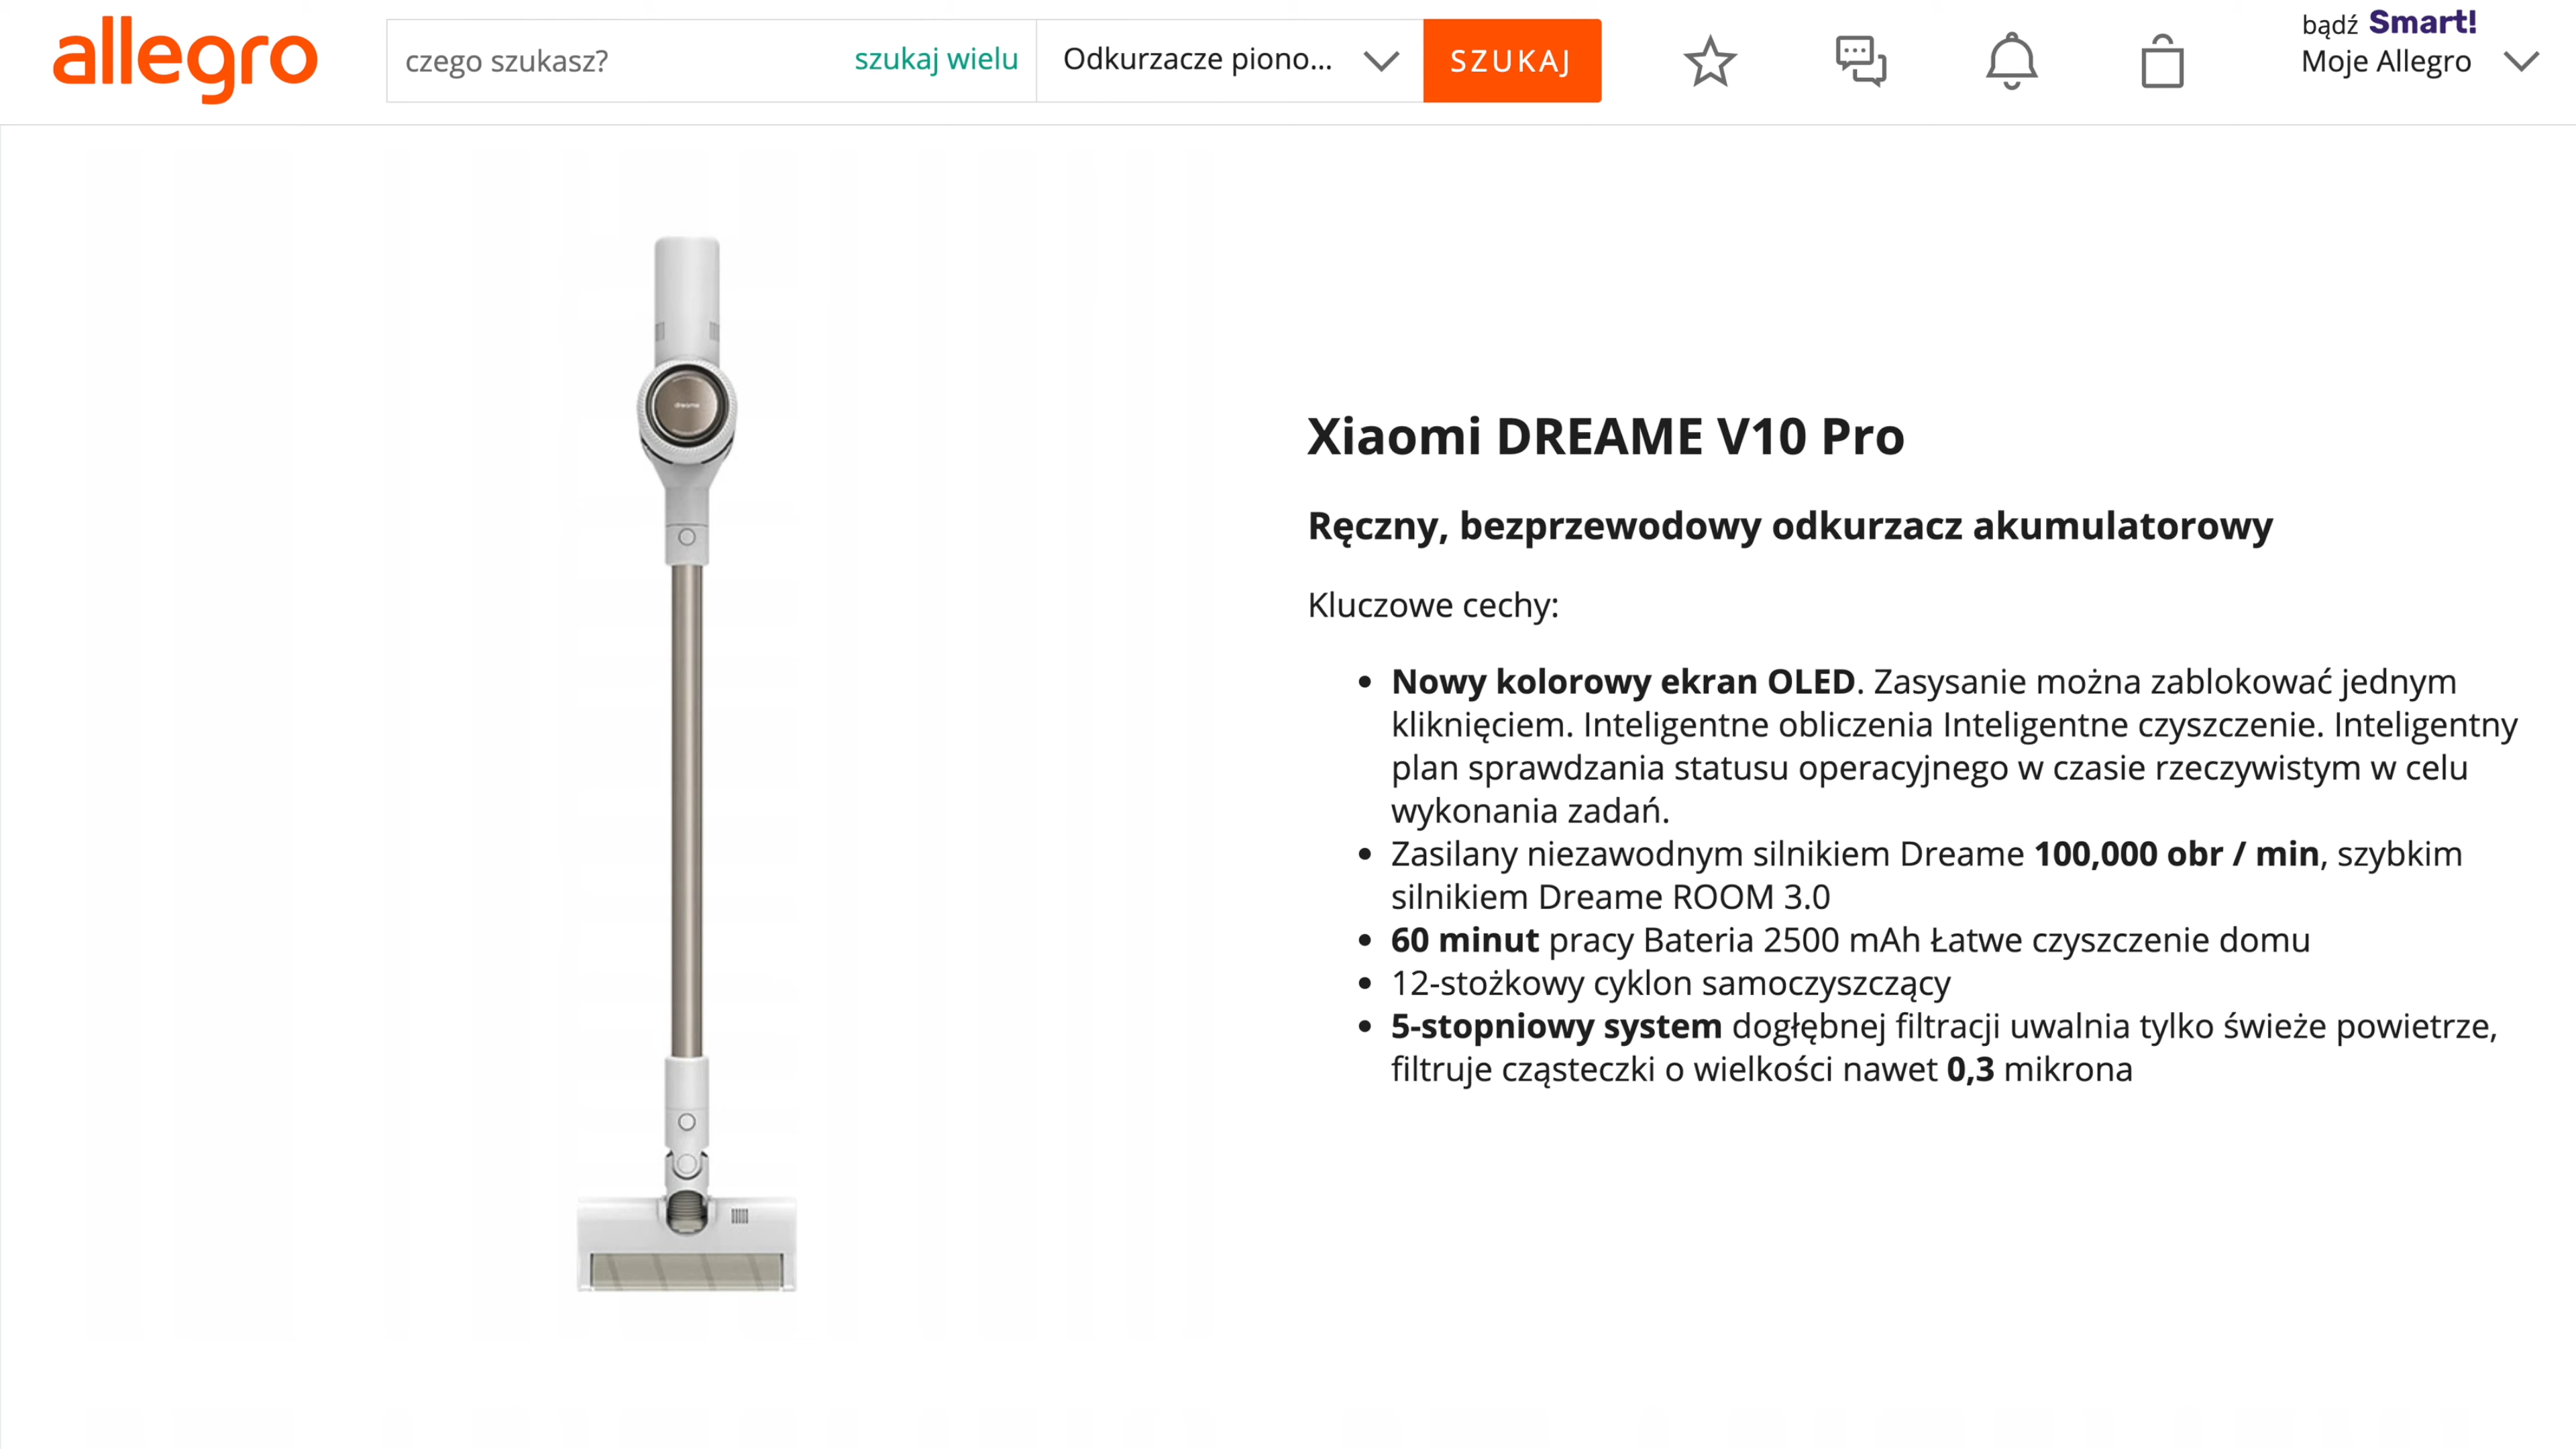 allegro
czego szukasz?
szukaj wielu
Odkurzacze piono...
SZUKAJ
bądź Smart!
Moje Allegro
dreame
Xiaomi DREAME V10 Pro
Ręczny, bezprzewodowy odkurzacz akumulatorowy
Kluczowe cechy:
Nowy kolorowy ekran OLED. Zasysanie można zablokować jednym
kliknięciem. Inteligentne obliczenia Inteligentne czyszczenie. Inteligentny
plan sprawdzania statusu operacyjnego w czasie rzeczywistym w celu
wykonania zadań.
Zasilany niezawodnym silnikiem Dreame 100,000 obr / min, szybkim
silnikiem Dreame ROOM 3.0
60 minut pracy Bateria 2500 mAh Łatwe czyszczenie domu
12-stożkowy cyklon samoczyszczący
5-stopniowy system dogłębnej filtracji uwalnia tylko świeże powietrze,
filtruje cząsteczki o wielkości nawet 0,3 mikrona